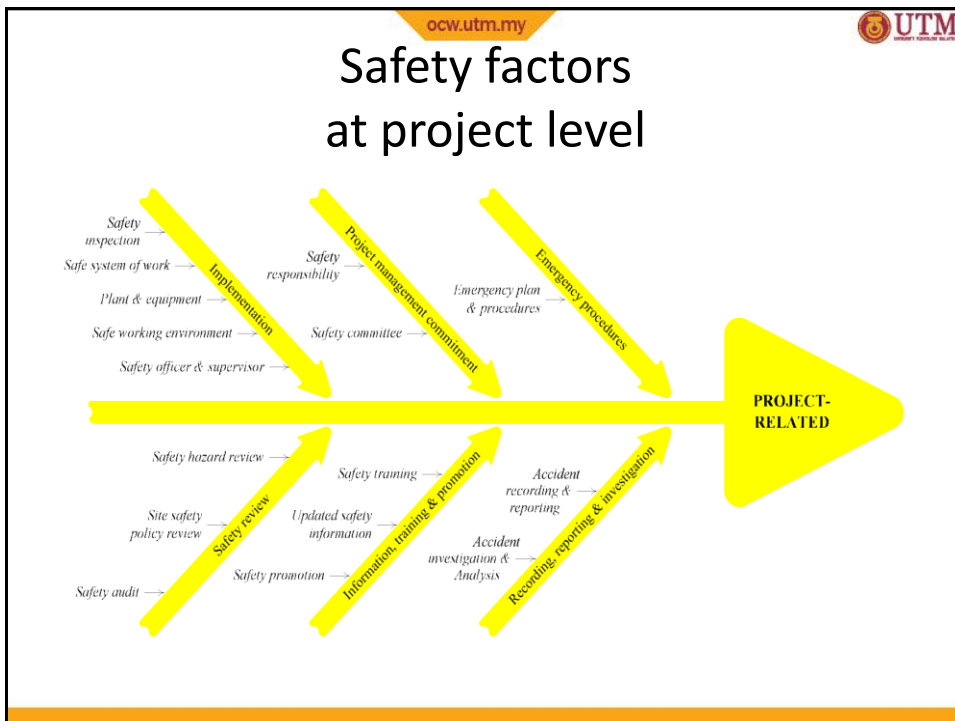 ocw.utm.my
UTM
Safety factors
at project level
Safety
inspection
Safe system of work
Plant & equipment
Safe working environment
Safety officer & supervisor
Implementation
Safety
responsibility
Safety committee
Project management commitment
Emergency plan
& procedures
Emergency procedures
PROJECT-
RELATED
Safety hazard review
Site safety
policy review
Safety audit
Safety review
Safety training
Updated safety
information
Safety promotion
Information, training & promotion
Accident
recording &
reporting
Accident
investigation &
Analysis
Recording, reporting & investigation